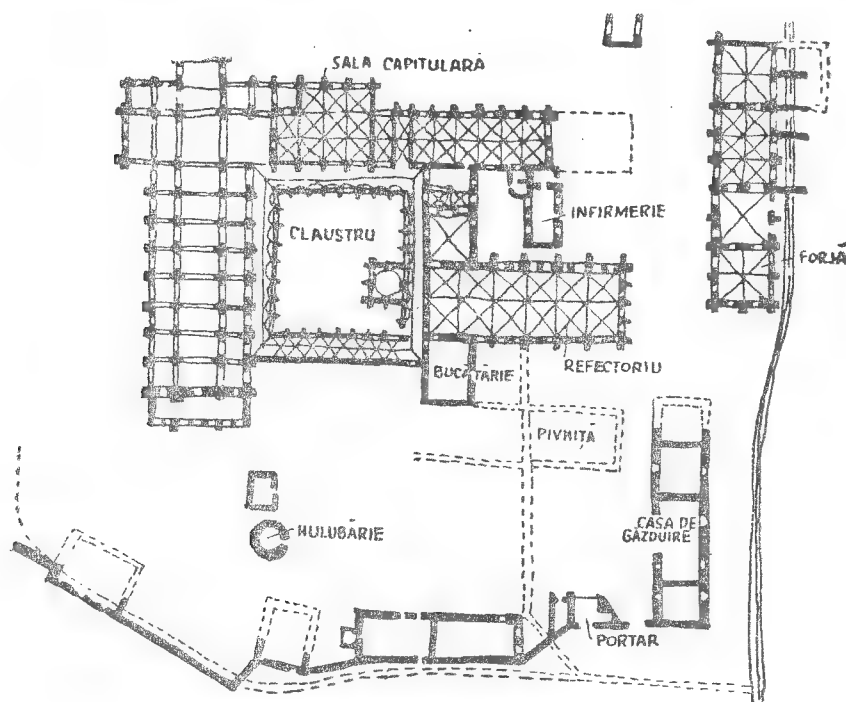 SALA CAPITULARĂ
CLAUSTRU
INFIRMERIE
FORJĂ
BUCĂTĂRIE
REFECTORIU
PIVNIȚĂ
HULUBĂRIE
CASA DE
GĂZDUIRE
PORTAR